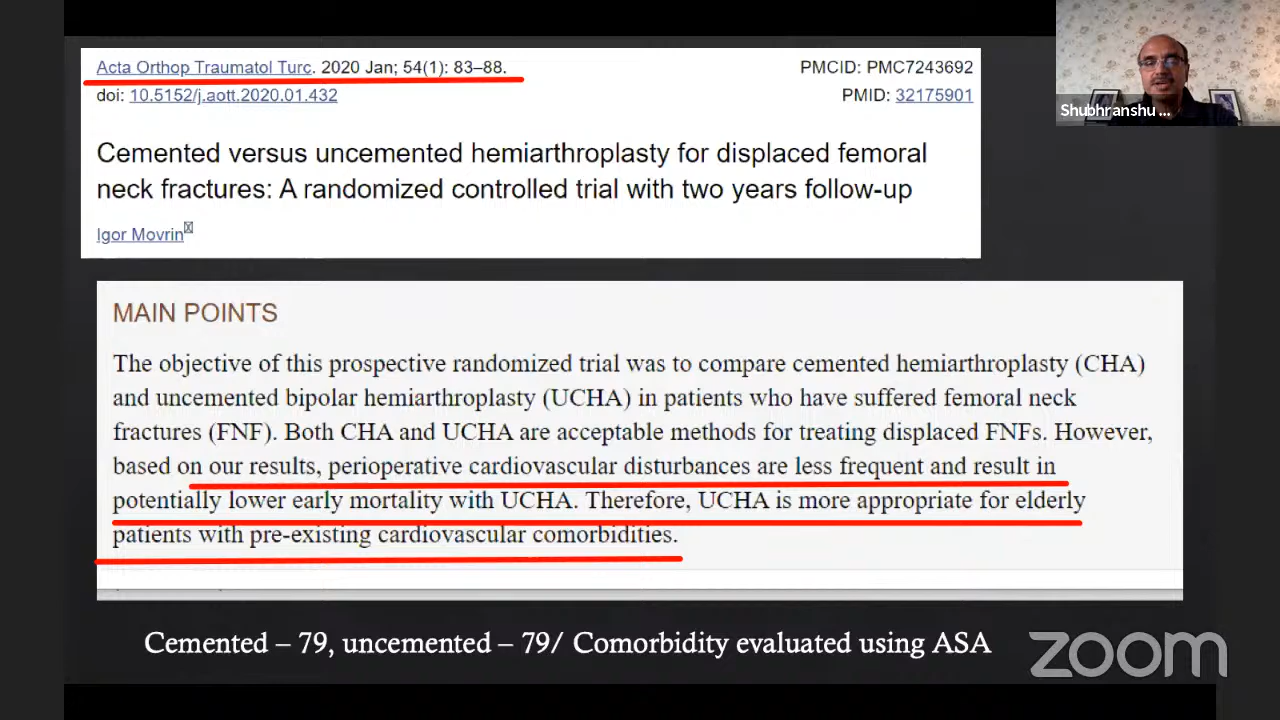 Acta Orthop Traumatol Turc. 2020 Jan; 54(1): 83–88.
PMCID: PMC7243692
doi: 10.5152/j.aott.2020.01.432
PMID: 32175901
Cemented versus uncemented hemiarthroplasty for displaced femoral
neck fractures: A randomized controlled trial with two years follow-up
Igor Movrin
Shubhranshu ...
MAIN POINTS
The objective of this prospective randomized trial was to compare cemented hemiarthroplasty (CHA)
and uncemented bipolar hemiarthroplasty (UCHA) in patients who have suffered femoral neck
fractures (FNF). Both CHA and UCHA are acceptable methods for treating displaced FNFs. However,
based on our results, perioperative cardiovascular disturbances are less frequent and result in
potentially lower early mortality with UCHA. Therefore, UCHA is more appropriate for elderly
patients with pre-existing cardiovascular comorbidities.
Cemented – 79, uncemented – 79/ Comorbidity evaluated using ASA
zoom